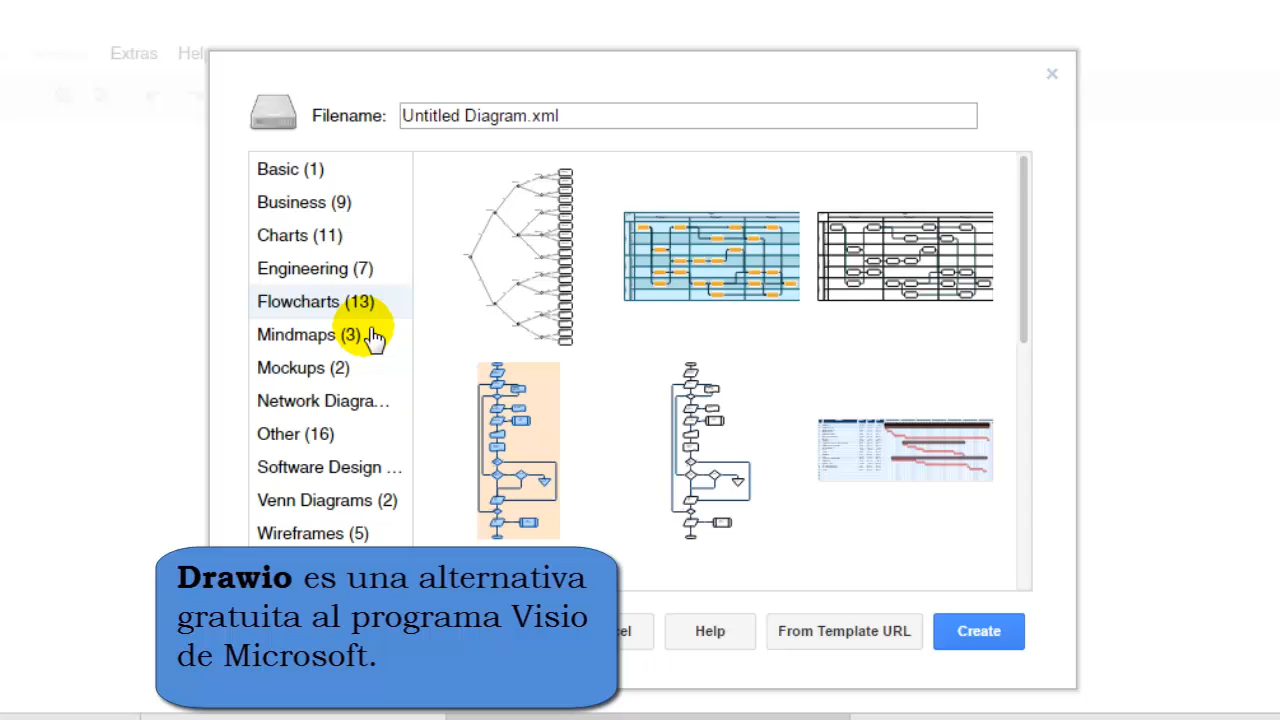 Extras Help
×
Filename: Untitled Diagram.xml
Basic (1)
Business (9)
Charts (11)
Engineering (7)
Flowcharts (13)
Mindmaps (3)
Mockups (2)
Network Diagra...
Other (16)
Software Design ...
Venn Diagrams (2)
Wireframes (5)
Drawio es una alternativa
gratuita al programa Visio
de Microsoft.
Help
From Template URL
Create